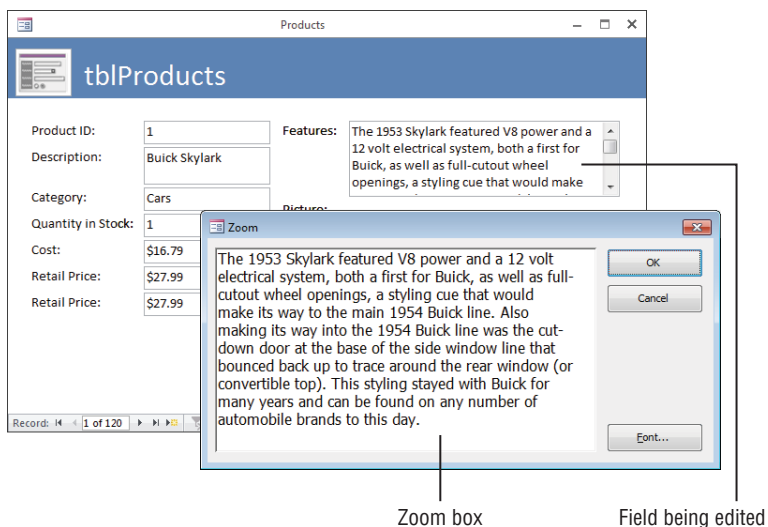 Products
tblProducts
Product ID:
1
Description:
Buick Skylark
Category:
Cars
Quantity in Stock:
1
Cost:
$16.79
Retail Price:
$27.99
Retail Price:
$27.99
Features:
The 1953 Skylark featured V8 power and a
12 volt electrical system, both a first for
Buick, as well as full-cutout wheel
openings, a styling cue that would make
Picture:
Record:
1 of 120
Zoom
The 1953 Skylark featured V8 power and a 12 volt
electrical system, both a first for Buick, as well as full-
cutout wheel openings, a styling cue that would
make its way to the main 1954 Buick line. Also
making its way into the 1954 Buick line was the cut-
down door at the base of the side window line that
bounced back up to trace around the rear window (or
convertible top). This styling stayed with Buick for
many years and can be found on any number of
automobile brands to this day.
OK
Cancel
Font...
Zoom box
Field being edited